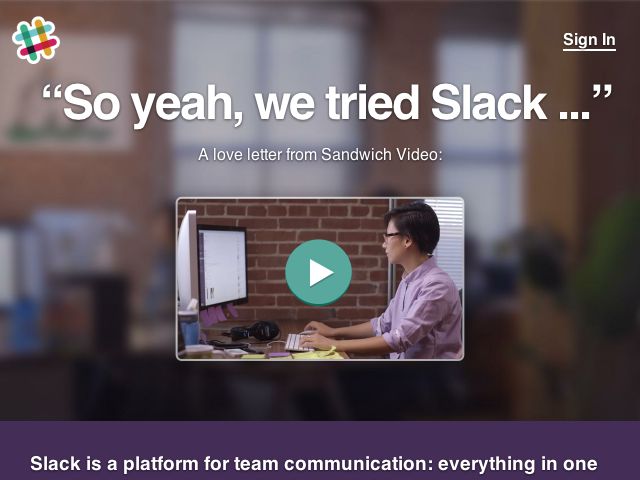 Sign In
“So yeah, we tried Slack ...”
A love letter from Sandwich Video:
Slack is a platform for team communication: everything in one